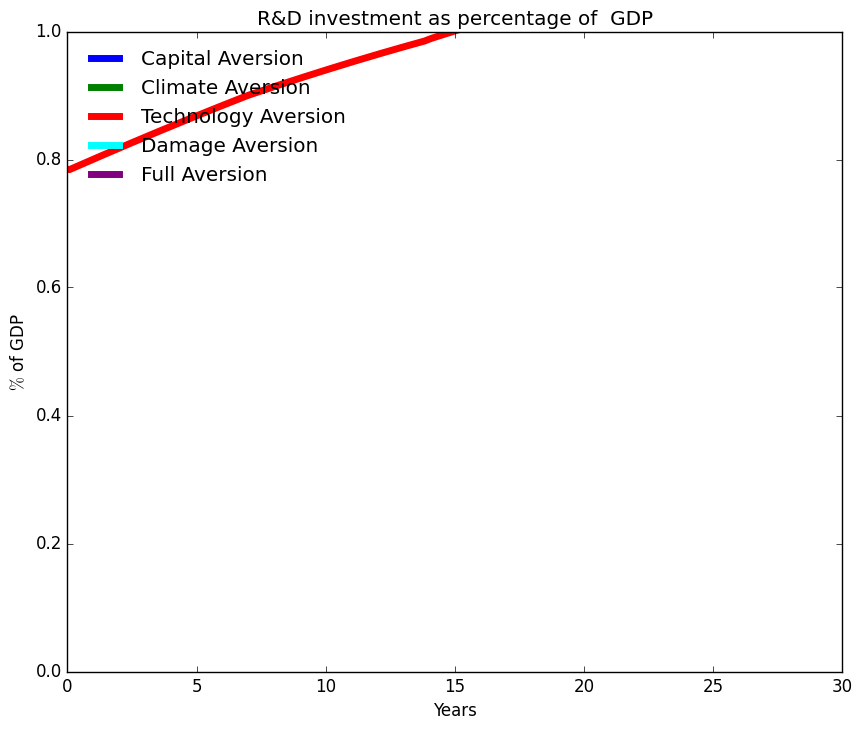 R&D investment as percentage of  GDP
1.0
0.8
0.6
0.4
0.2
0.0
% of GDP
Capital Aversion
Climate Aversion
Technology Aversion
Damage Aversion
Full Aversion
0 5 10 15 20 25 30
Years